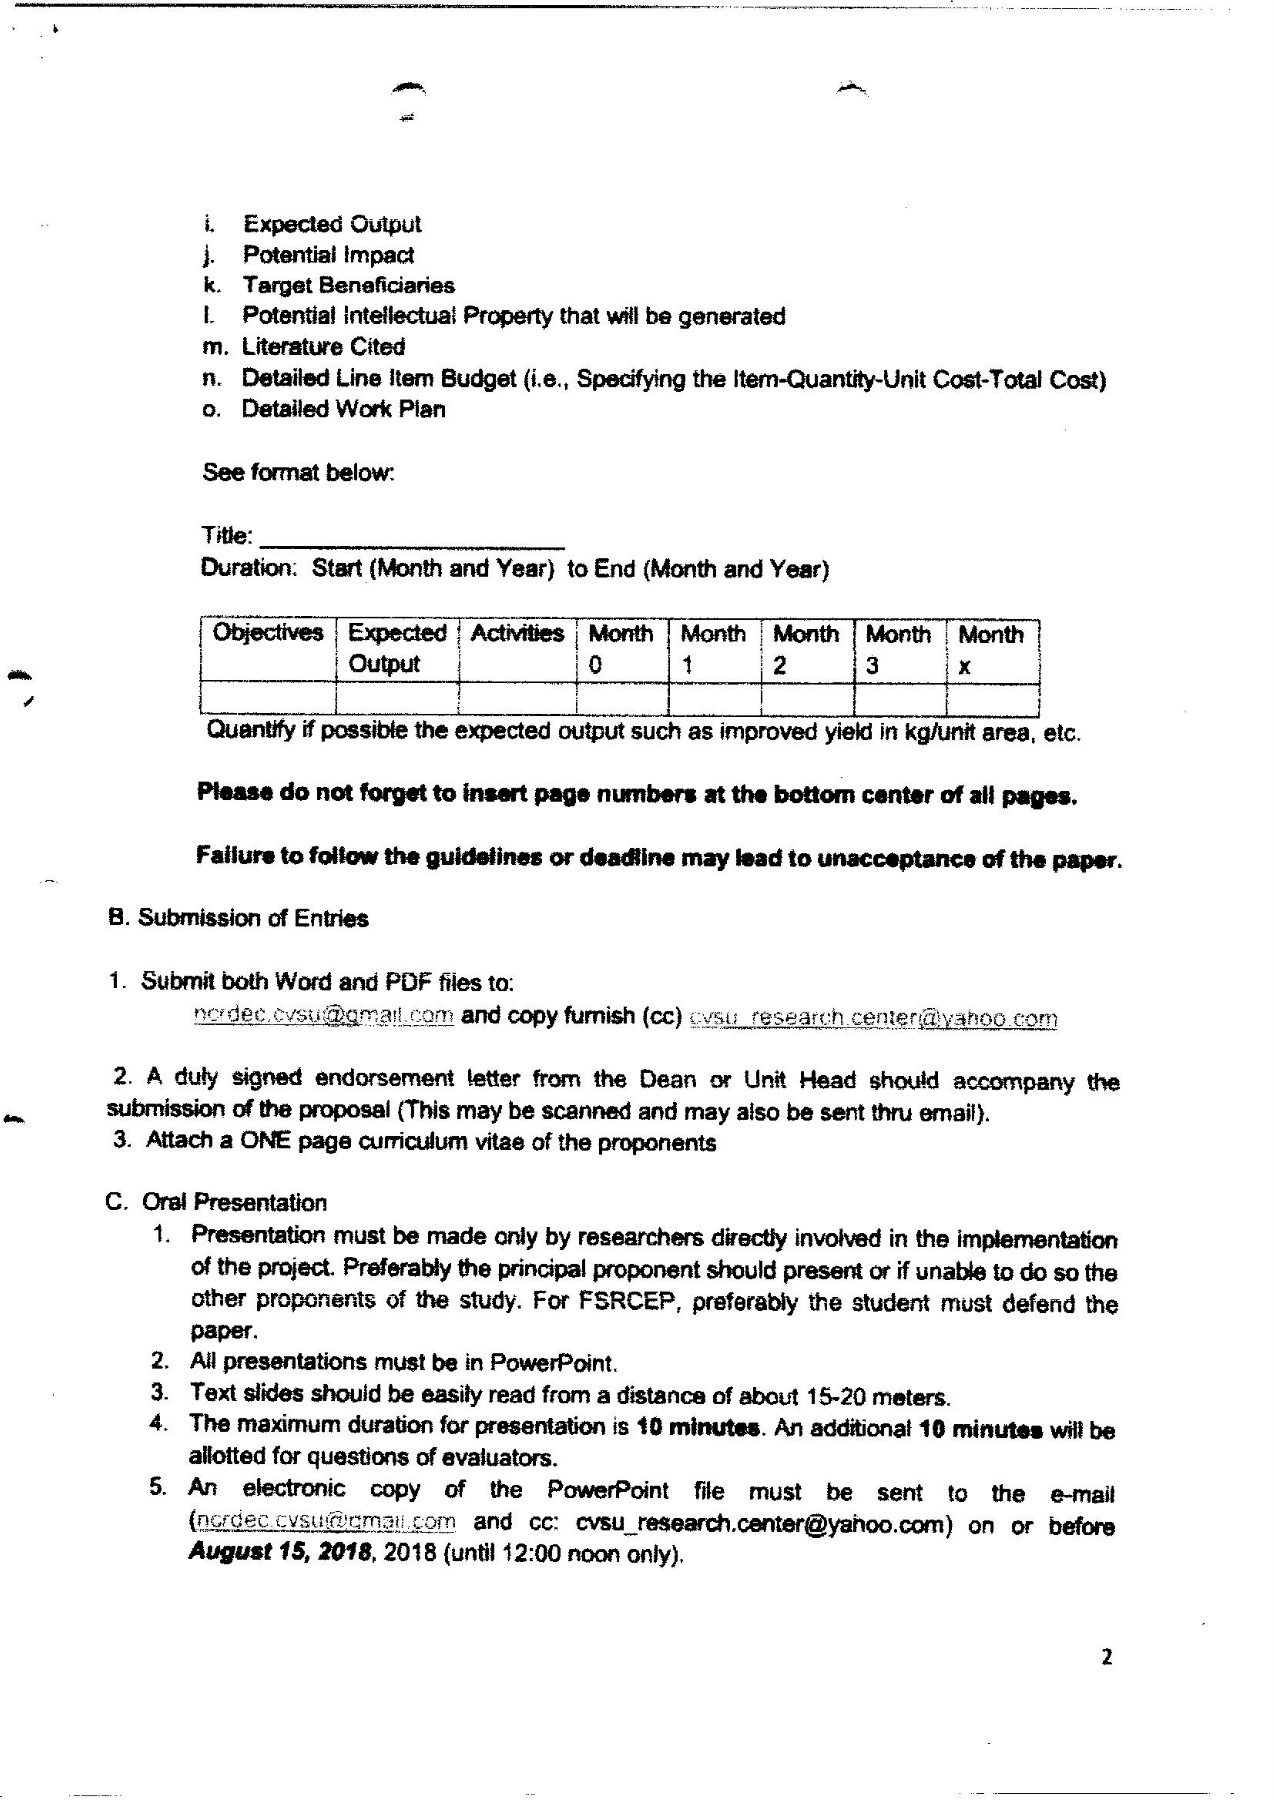 i. Expected Output
j. Potential Impact
k. Target Beneficiaries
l. Potential Intellectual Property that will be generated
m. Literature Cited
n. Detailed Line Item Budget (i.e., Specifying the Item-Quantity-Unit Cost-Total Cost)
o. Detailed Work Plan
See format below:
Title: ______________________
Duration: Start (Month and Year) to End (Month and Year)
Objectives Expected Activities Month Month Month Month Month
Output 0 1 2 3 x
Quantify if possible the expected output such as improved yield in kg/unit area, etc.
Please do not forget to insert page numbers at the bottom center of all pages.
Failure to follow the guidelines or deadline may lead to unacceptance of the paper.
B. Submission of Entries
1. Submit both Word and PDF files to:
ncrdec.cvsu@gmail.com and copy furnish (cc) cvsu_research.center@yahoo.com
2. A duly signed endorsement letter from the Dean or Unit Head should accompany the
submission of the proposal (This may be scanned and may also be sent thru email).
3. Attach a ONE page curriculum vitae of the proponents
C. Oral Presentation
1. Presentation must be made only by researchers directly involved in the implementation
of the project. Preferably the principal proponent should present or if unable to do so the
other proponents of the study. For FSRCEP, preferably the student must defend the
paper.
2. All presentations must be in PowerPoint.
3. Text slides should be easily read from a distance of about 15-20 meters.
4. The maximum duration for presentation is 10 minutes. An additional 10 minutes will be
allotted for questions of evaluators.
5. An electronic copy of the PowerPoint file must be sent to the e-mail
(ncrdec.cvsu@gmail.com and cc: cvsu_research.center@yahoo.com) on or before
August 15, 2018, 2018 (until 12:00 noon only).
2